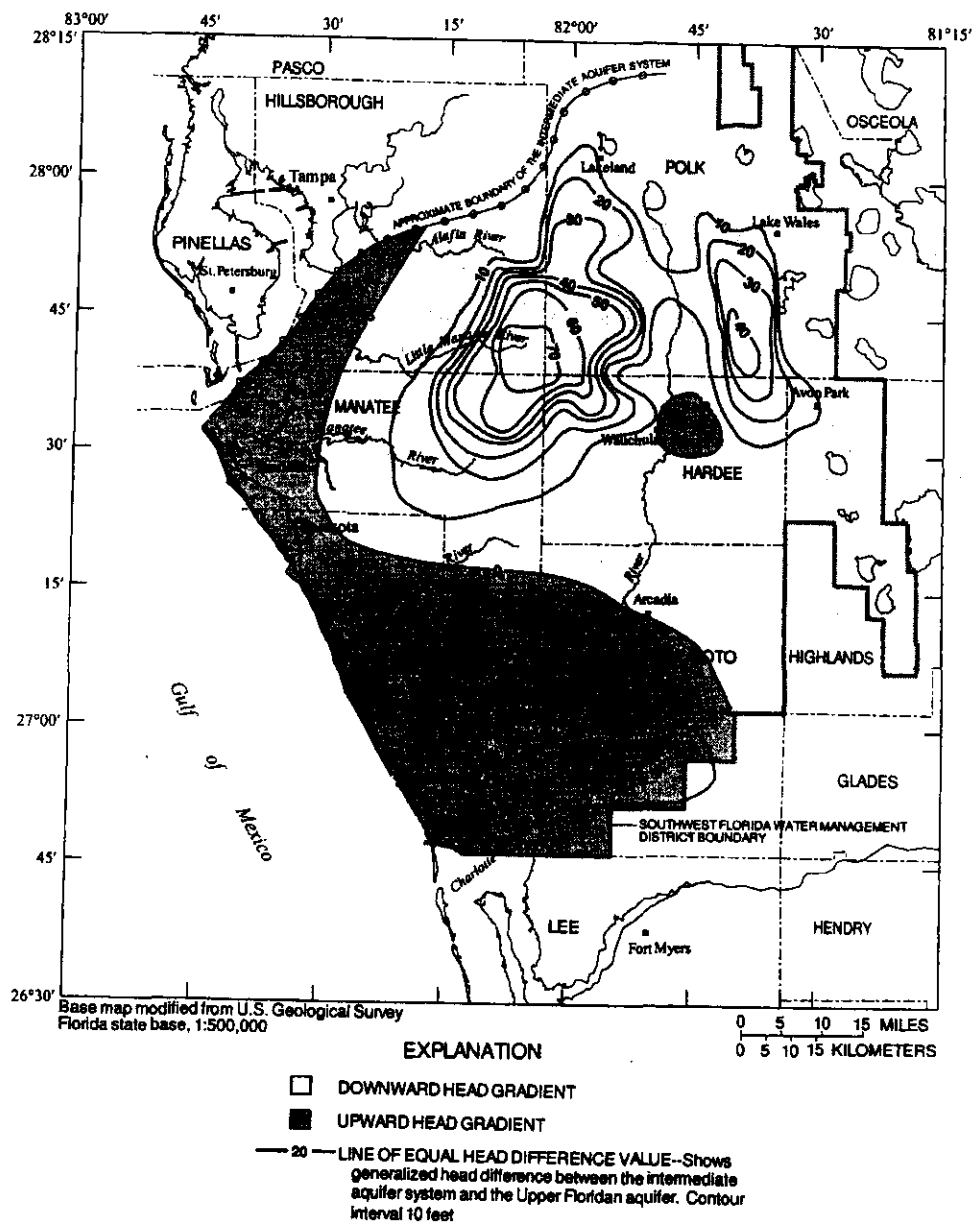 83°00′ 45′ 30′ 15′ 82°00′ 45′ 30′ 81°15′
28°15′
PASCO
HILLSBOROUGH
APPROXIMATE BOUNDARY OF THE INTERMEDIATE AQUIFER SYSTEM
OSCEOLA
28°00′
Tampa
Lakeland
POLK
20
30
10
Lake Wales
PINELLAS
Alafia River
20
St. Petersburg
10
40
30
50
45′
60
40
River
70
MANATEE
Avon Park
30′
River
HARDEE
River
15′
River
Arcadia
HIGHLANDS
27°00′
Gulf
of
Mexico
GLADES
SOUTHWEST FLORIDA WATER MANAGEMENT
DISTRICT BOUNDARY
45′
Charlotte
LEE
HENDRY
Fort Myers
26°30′
Base map modified from U.S. Geological Survey
Florida state base, 1:500,000
0 5 10 15 MILES
0 5 10 15 KILOMETERS
EXPLANATION
DOWNWARD HEAD GRADIENT
UPWARD HEAD GRADIENT
20 LINE OF EQUAL HEAD DIFFERENCE VALUE--Shows
generalized head difference between the intermediate
aquifer system and the Upper Floridan aquifer. Contour
interval 10 feet